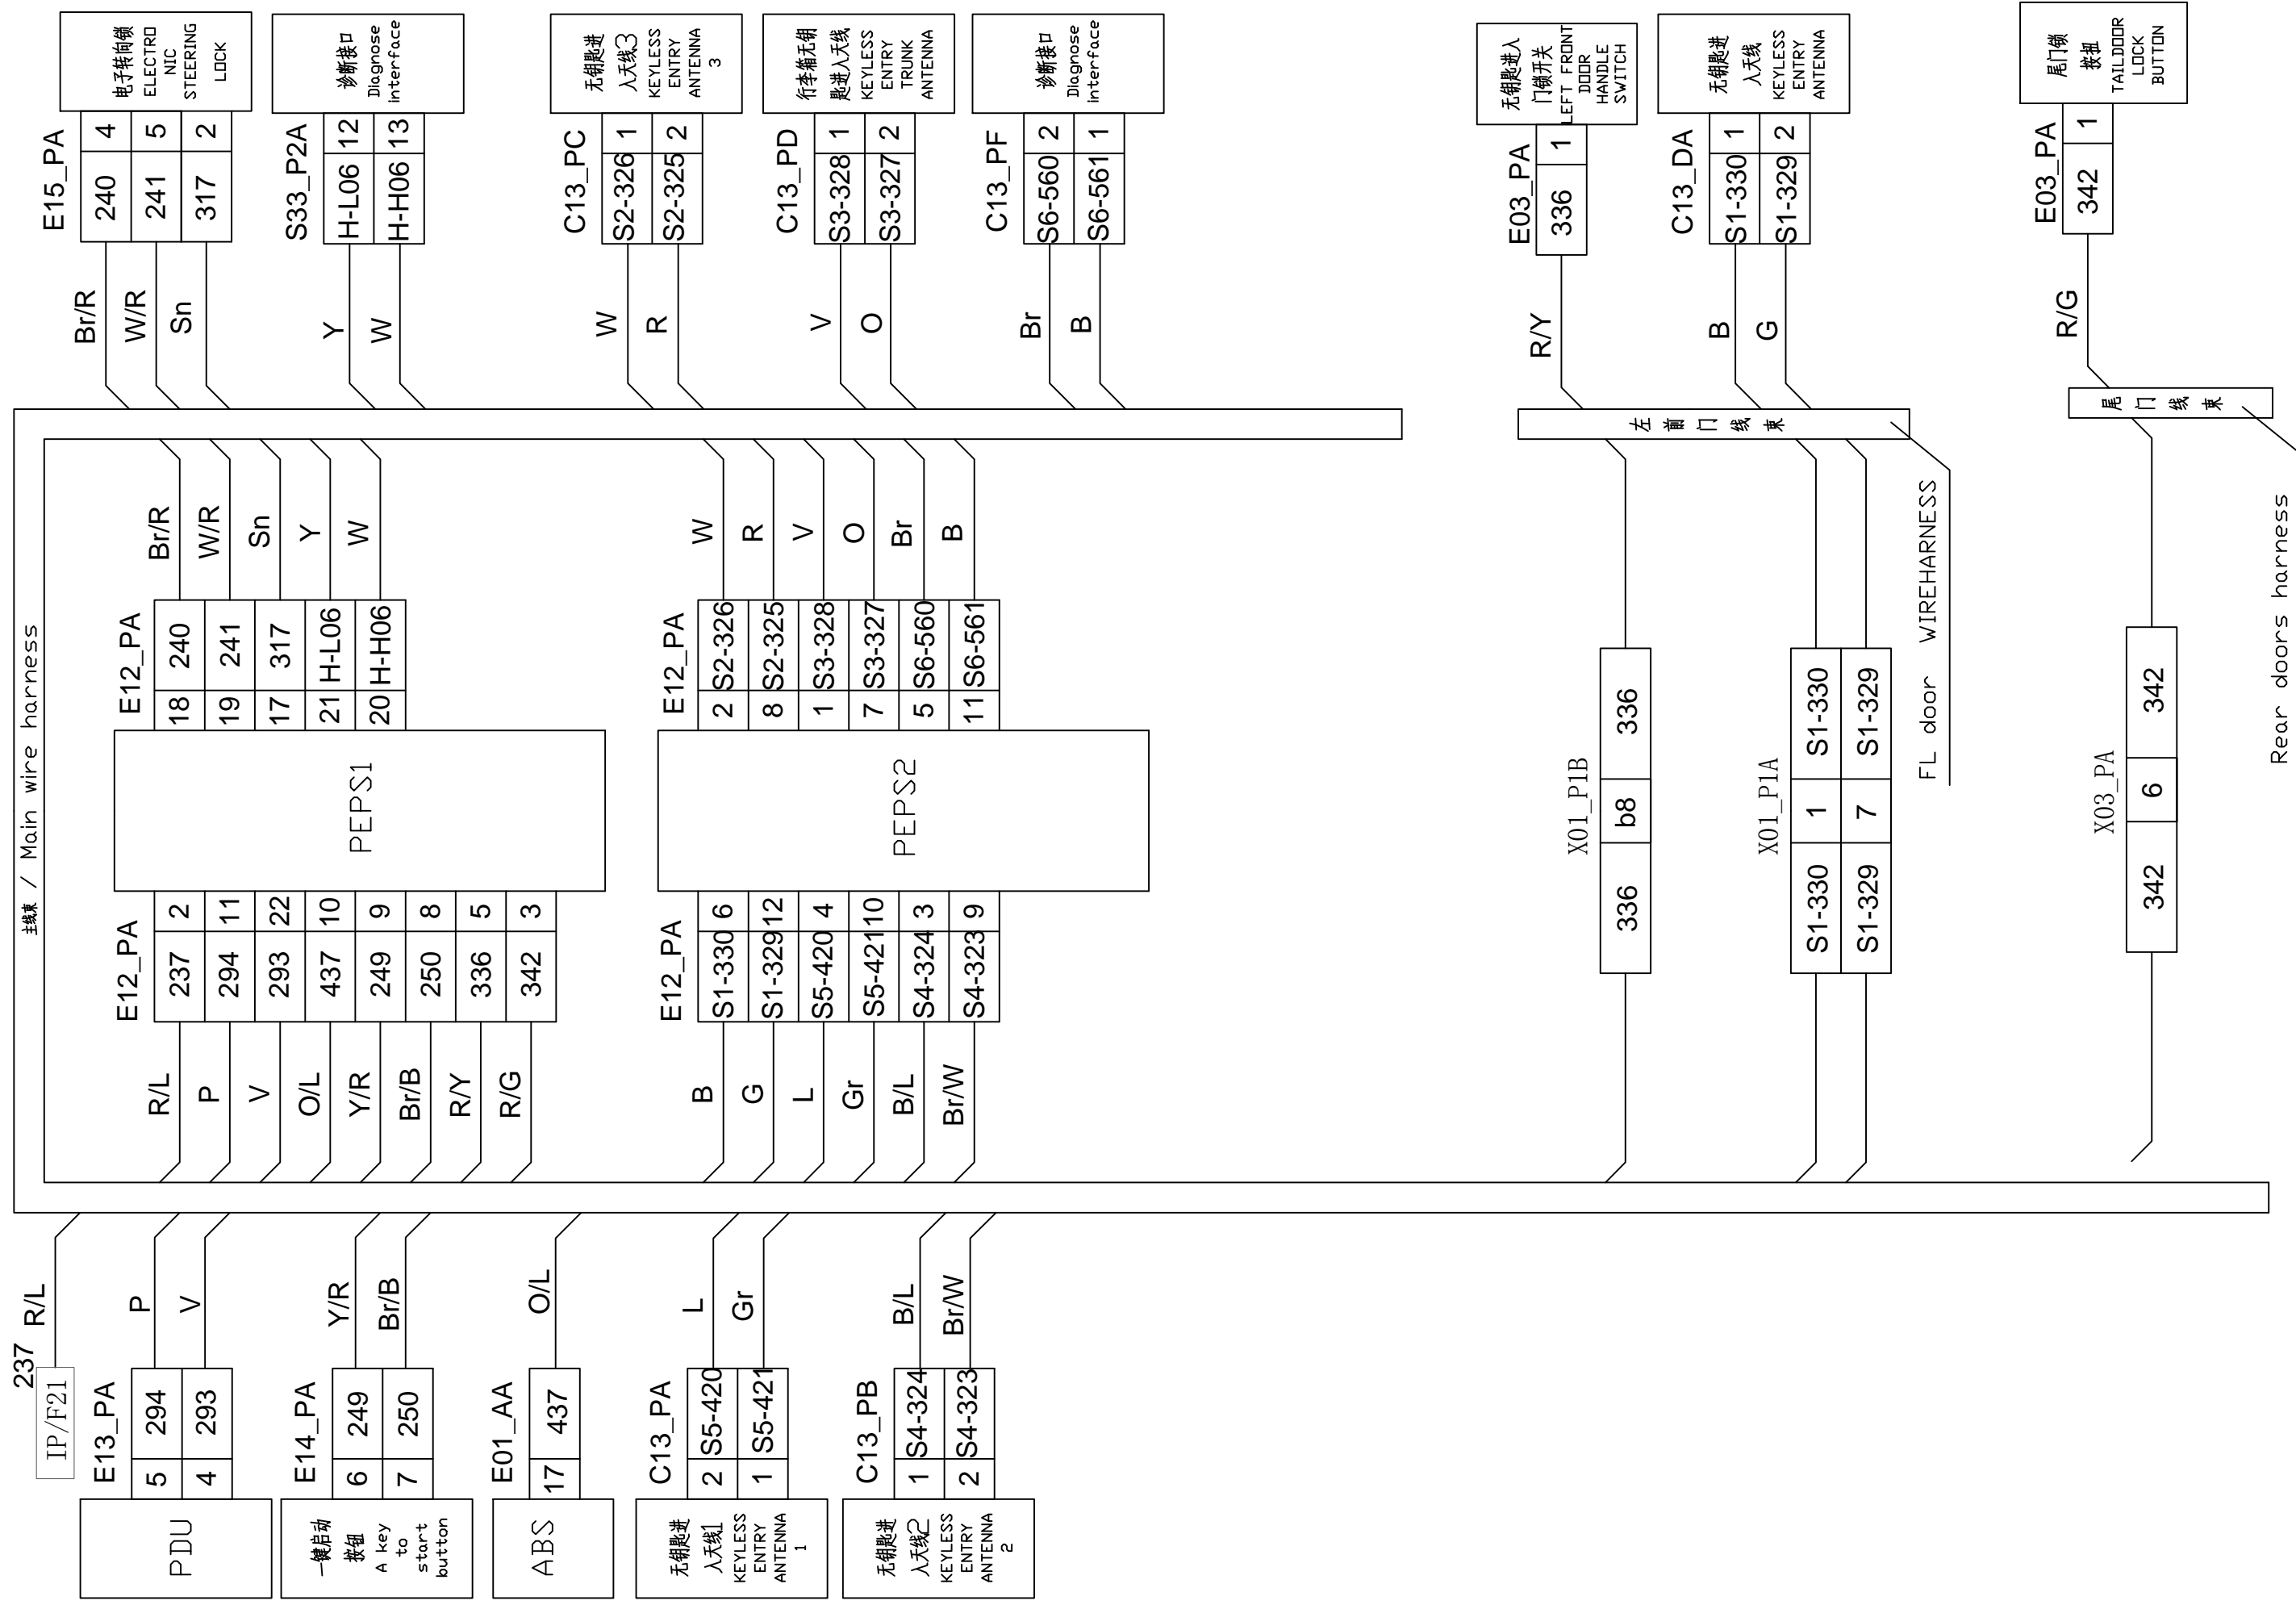 主线束 / Main wire harness
237 R/L
IP/F21
E13_PA
5 294 P
4 293 V
PDU
E14_PA
6 249 Y/R
7 250 Br/B
一键启动
按钮
A key
to
start
button
E01_AA
17 437 O/L
ABS
C13_PA
2 S5-420 L
1 S5-421 Gr
无钥匙进
入天线1
KEYLESS
ENTRY
ANTENNA
1
C13_PB
1 S4-324 B/L
2 S4-323 Br/W
无钥匙进
入天线2
KEYLESS
ENTRY
ANTENNA
2
E12_PA
R/L 237 2
P 294 11
V 293 22
O/L 437 10
Y/R 249 9
Br/B 250 8
R/Y 336 5
R/G 342 3
PEPS1
E12_PA
18 240 Br/R
19 241 W/R
17 317 Sn
21 H-L06 Y
20 H-H06 W
E12_PA
B S1-330 6
G S1-329 12
L S5-420 4
Gr S5-421 10
B/L S4-324 3
Br/W S4-323 9
PEPS2
E12_PA
2 S2-326 W
8 S2-325 R
1 S3-328 V
7 S3-327 O
5 S6-560 Br
11 S6-561 B
E15_PA
Br/R 240 4
W/R 241 5
Sn 317 2
电子转向锁
ELECTRO
NIC
STEERING
LOCK
S33_P2A
Y H-L06 12
W H-H06 13
诊断接口
Diagnose
interface
C13_PC
W S2-326 1
R S2-325 2
无钥匙进
入天线3
KEYLESS
ENTRY
ANTENNA
3
C13_PD
V S3-328 1
O S3-327 2
行李箱无钥
匙进入天线
KEYLESS
ENTRY
TRUNK
ANTENNA
C13_PF
Br S6-560 2
B S6-561 1
诊断接口
Diagnose
interface
X01_P1B
336 b8 336
X01_P1A
S1-330 1 S1-330
S1-329 7 S1-329
左前门线束
FL door WIREHARNESS
E03_PA
R/Y 336 1
无钥匙进入
门锁开关
LEFT FRONT
DOOR
HANDLE
SWITCH
C13_DA
B S1-330 1
G S1-329 2
无钥匙进
入天线
KEYLESS
ENTRY
ANTENNA
X03_PA
342 6 342
尾门线束
Rear doors harness
E03_PA
R/G 342 1
尾门锁
按钮
TAILDOOR
LOCK
BUTTON